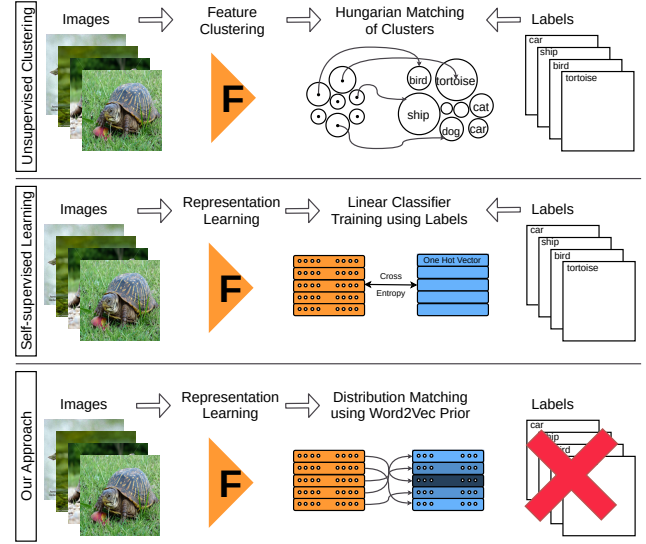 Unsupervised Clustering
Images
Feature
Clustering
Hungarian Matching
of Clusters
Labels
F
bird
tortoise
ship
cat
dog
car
car
ship
bird
tortoise
Self-supervised Learning
Images
Representation
Learning
Linear Classifier
Training using Labels
Labels
F
Cross
Entropy
One Hot Vector
car
ship
bird
tortoise
Our Approach
Images
Representation
Learning
Distribution Matching
using Word2Vec Prior
Labels
F
car